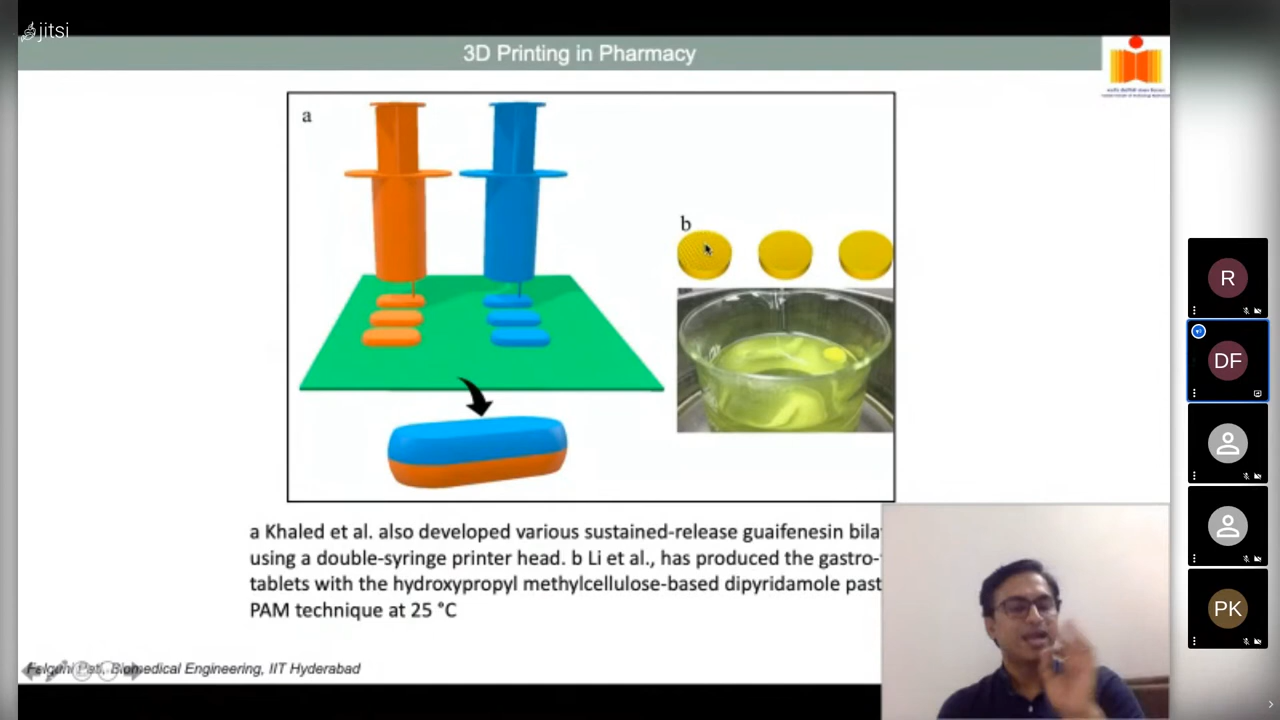 jitsi
3D Printing in Pharmacy
a
b
a Khaled et al. also developed various sustained-release guaifenesin bila
using a double-syringe printer head. b Li et al., has produced the gastro-
tablets with the hydroxypropyl methylcellulose-based dipyridamole past
PAM technique at 25 °C
Falguni Pati, Biomedical Engineering, IIT Hyderabad
R
DF
PK